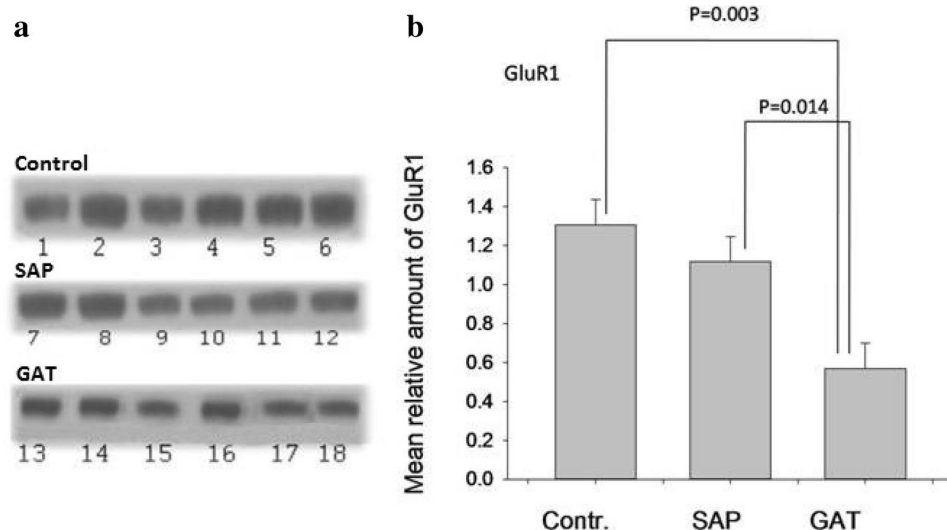 a
Control
1 2 3 4 5 6
SAP
7 8 9 10 11 12
GAT
13 14 15 16 17 18
b
P=0.003
GluR1
P=0.014
Mean relative amount of GluR1
1.6
1.4
1.2
1.0
0.8
0.6
0.4
0.2
0.0
Contr. SAP GAT